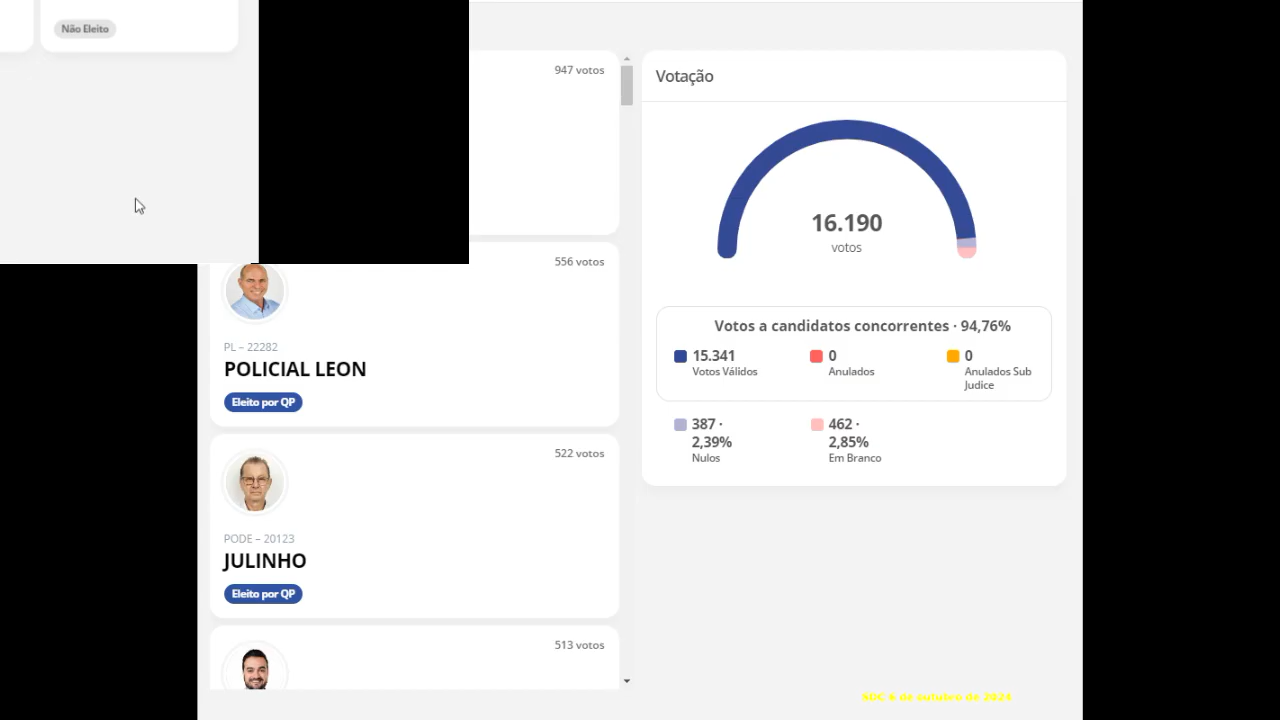 Não Eleito
947 votos
556 votos
PL – 22282
POLICIAL LEON
Eleito por QP
522 votos
PODE – 20123
JULINHO
Eleito por QP
513 votos
Votação
16.190
votos
Votos a candidatos concorrentes · 94,76%
15.341
Votos Válidos
0
Anulados
0
Anulados Sub
Judice
387 ·
2,39%
Nulos
462 ·
2,85%
Em Branco
SDC 6 de outubro de 2024